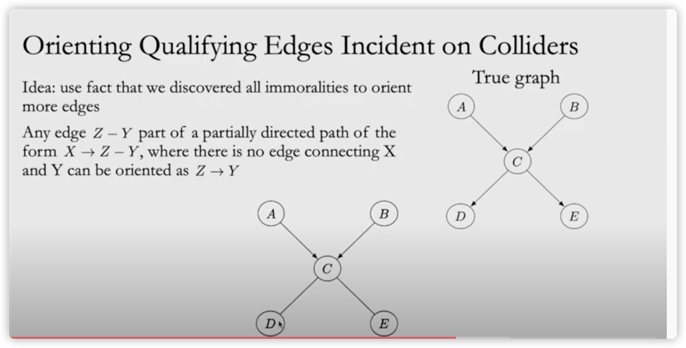 Orienting Qualifying Edges Incident on Colliders
Idea: use fact that we discovered all immoralities to orient
more edges
Any edge Z – Y part of a partially directed path of the
form X → Z – Y, where there is no edge connecting X
and Y can be oriented as Z → Y
True graph
A
B
C
D
E
A
B
C
D
E